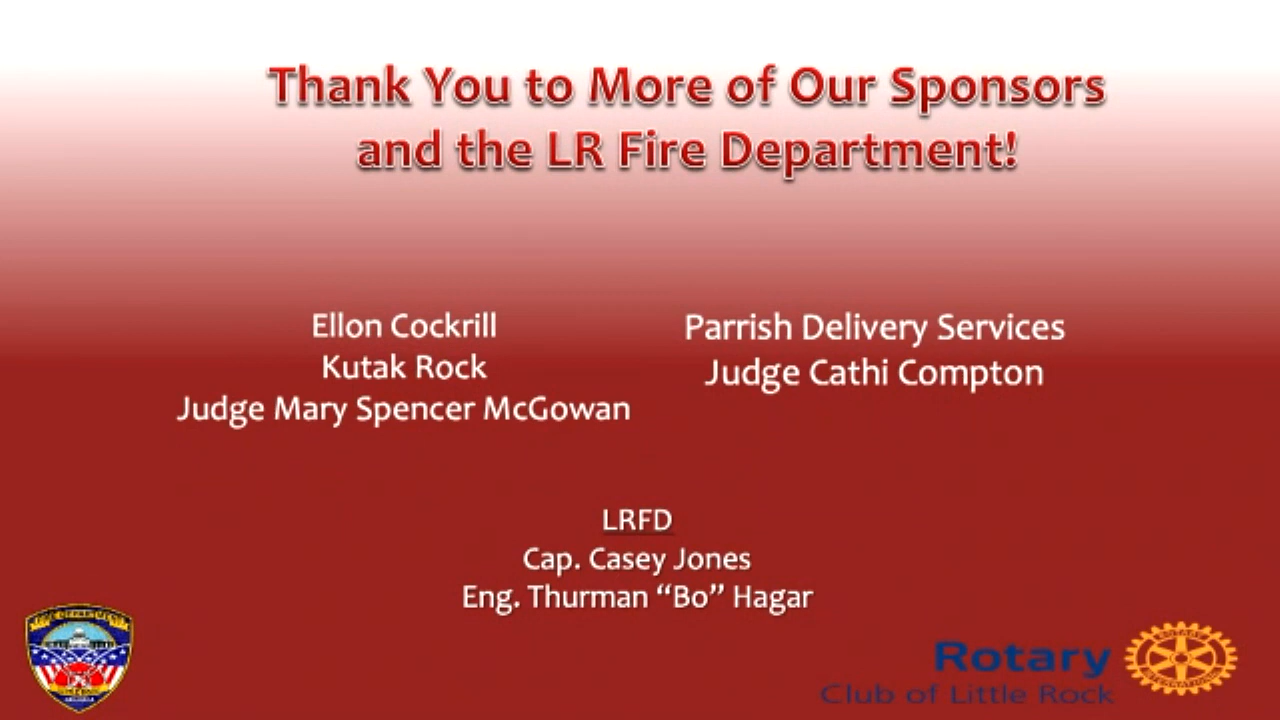 Thank You to More of Our Sponsors
and the LR Fire Department!
Ellon Cockrill
Kutak Rock
Judge Mary Spencer McGowan
Parrish Delivery Services
Judge Cathi Compton
LRFD
Cap. Casey Jones
Eng. Thurman “Bo” Hagar
Rotary
Club of Little Rock
ROTARY
INTERNATIONAL